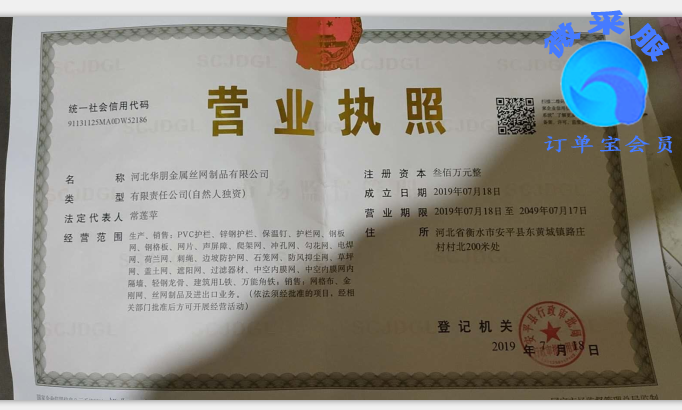 微采服
订单宝会员
SCJDGL
统一社会信用代码
91131125MA0DW52186
营业执照
名 称 河北华朋金属丝网制品有限公司
类 型 有限责任公司(自然人独资)
法定代表人 常莲苹
经营范围 生产、销售：PVC护栏、锌钢护栏、保温钉、护栏网、钢板
网、钢格板、网片、声屏障、爬架网、冲孔网、勾花网、电焊
网、荷兰网、刺绳、边坡防护网、石笼网、防风抑尘网、草坪
网、盖土网、遮阳网、过滤器材、中空内膜网、中空内膜网内
隔墙、轻钢龙骨、建筑用L铁、万能角铁；销售：网格布、金
刚网、丝网制品及进出口业务。（依法须经批准的项目，经相
关部门批准后方可开展经营活动）
注册资本 叁佰万元整
成立日期 2019年07月18日
营业期限 2019年07月18日 至 2049年07月17日
住 所 河北省衡水市安平县东黄城镇路庄
村村北200米处
登记机关
2019 年 7 月 18 日